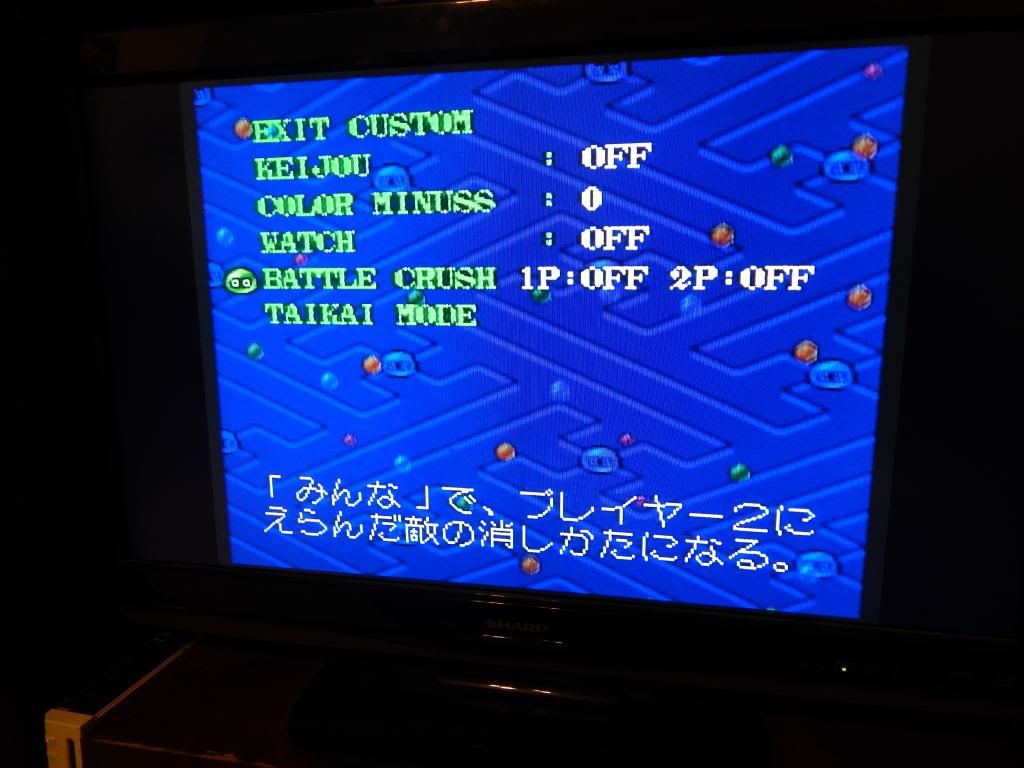 EXIT CUSTOM
KEIJOU : OFF
COLOR MINUSS : 0
WATCH : OFF
BATTLE CRUSH 1P:OFF 2P:OFF
TAIKAI MODE
「みんな」で、プレイヤー2に
えらんだ敵の消しかたになる。
SHARP